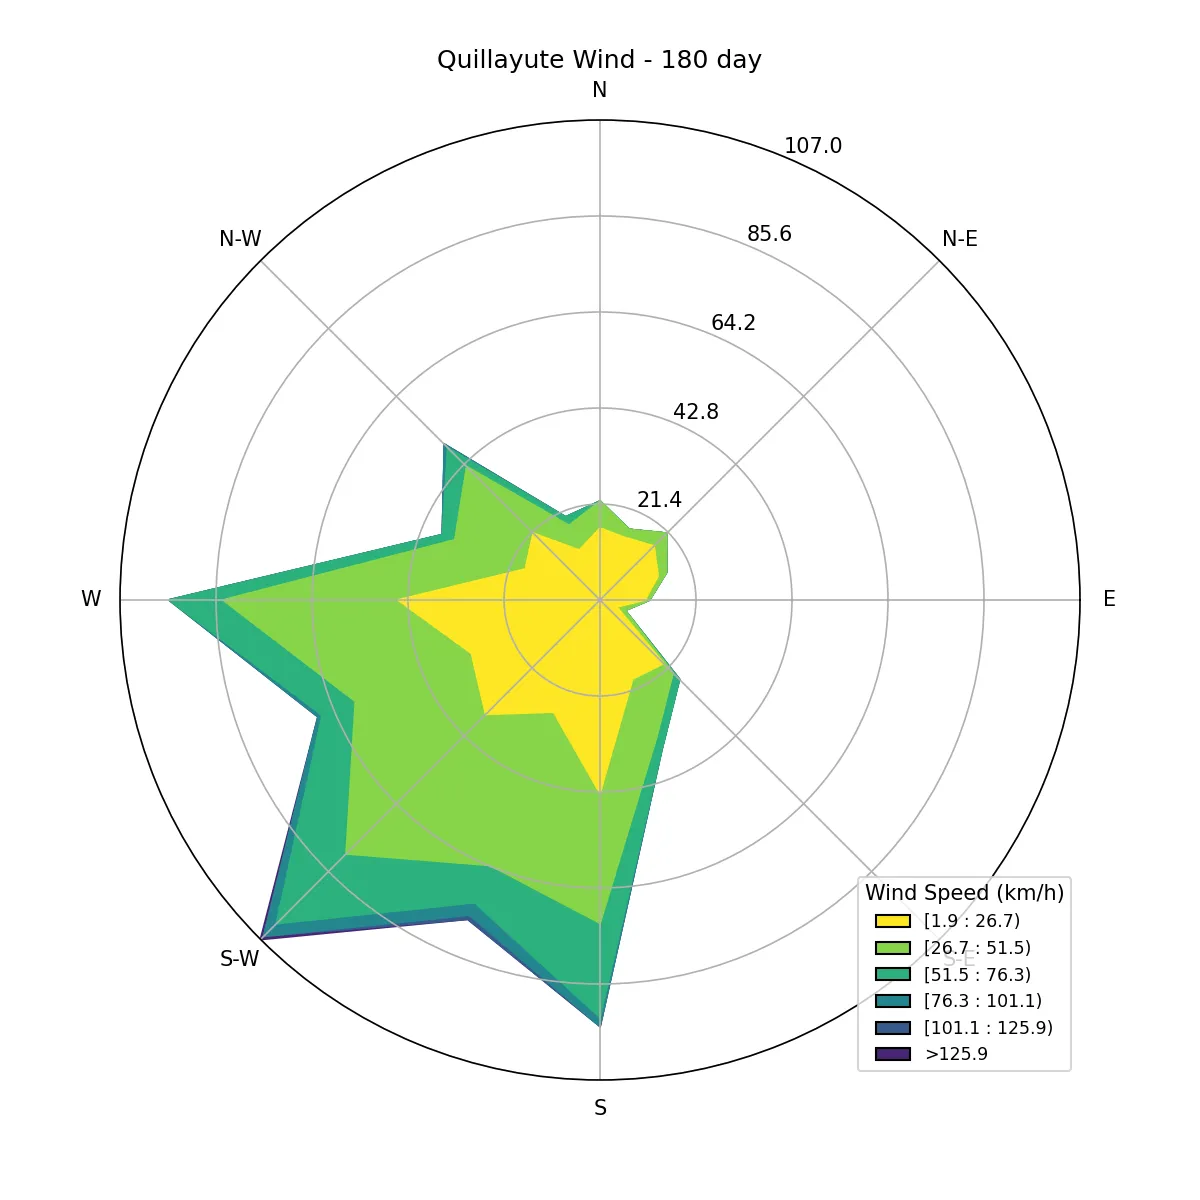 Quillayute Wind - 180 day
N
107.0
N-W
85.6
N-E
64.2
42.8
21.4
W
E
S-W
S-E
S
Wind Speed (km/h)
[1.9 : 26.7)
[26.7 : 51.5)
[51.5 : 76.3)
[76.3 : 101.1)
[101.1 : 125.9)
>125.9